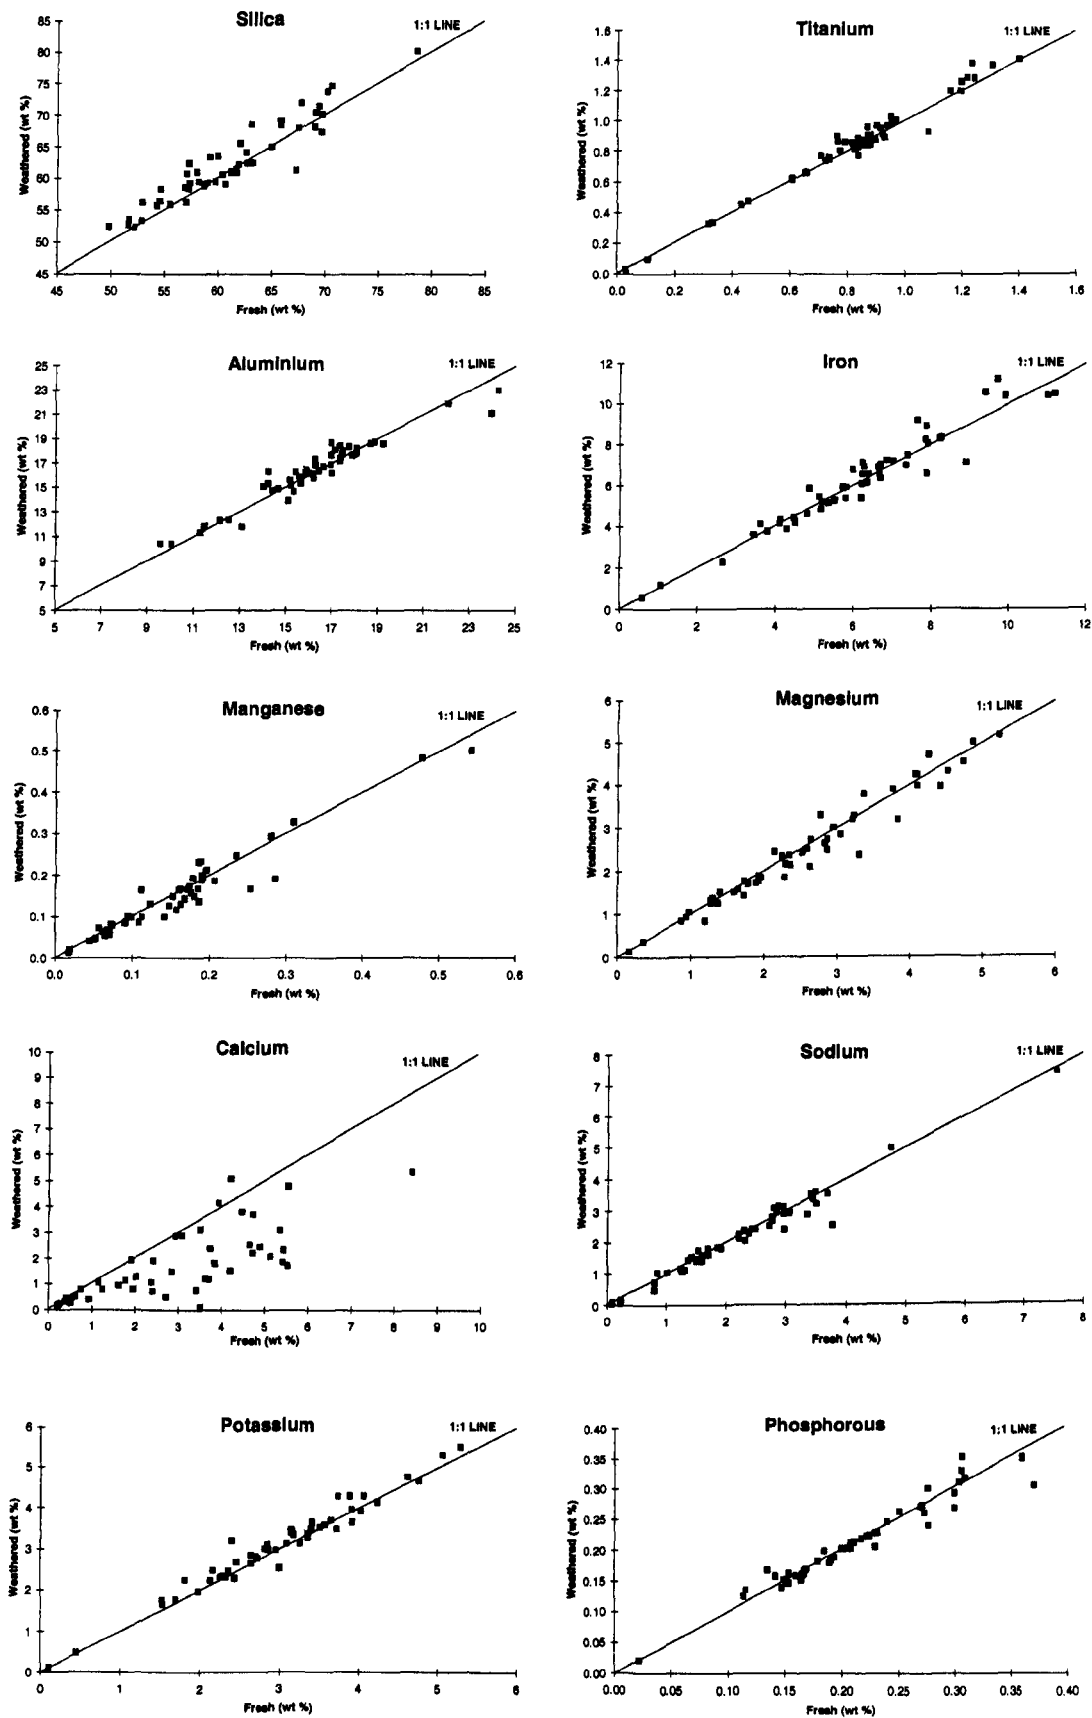 Silica
1:1 LINE
Weathered (wt %)
85
80
75
70
65
60
55
50
45
45 50 55 60 65 70 75 80 85
Fresh (wt %)
Titanium
1:1 LINE
Weathered (wt %)
1.6
1.4
1.2
1.0
0.8
0.6
0.4
0.2
0.0
0.0 0.2 0.4 0.6 0.8 1.0 1.2 1.4 1.6
Fresh (wt %)
Aluminium
1:1 LINE
Weathered (wt %)
25
23
21
19
17
15
13
11
9
7
5
5 7 9 11 13 15 17 19 21 23 25
Fresh (wt %)
Iron
1:1 LINE
Weathered (wt %)
12
10
8
6
4
2
0
0 2 4 6 8 10 12
Fresh (wt %)
Manganese
1:1 LINE
Weathered (wt %)
0.6
0.5
0.4
0.3
0.2
0.1
0.0
0.0 0.1 0.2 0.3 0.4 0.5 0.6
Fresh (wt %)
Magnesium
1:1 LINE
Weathered (wt %)
6
5
4
3
2
1
0
0 1 2 3 4 5 6
Fresh (wt %)
Calcium
1:1 LINE
Weathered (wt %)
10
9
8
7
6
5
4
3
2
1
0
0 1 2 3 4 5 6 7 8 9 10
Fresh (wt %)
Sodium
1:1 LINE
Weathered (wt %)
8
7
6
5
4
3
2
1
0
0 1 2 3 4 5 6 7 8
Fresh (wt %)
Potassium
1:1 LINE
Weathered (wt %)
6
5
4
3
2
1
0
0 1 2 3 4 5 6
Fresh (wt %)
Phosphorous
1:1 LINE
Weathered (wt %)
0.40
0.35
0.30
0.25
0.20
0.15
0.10
0.05
0.00
0.00 0.05 0.10 0.15 0.20 0.25 0.30 0.35 0.40
Fresh (wt %)